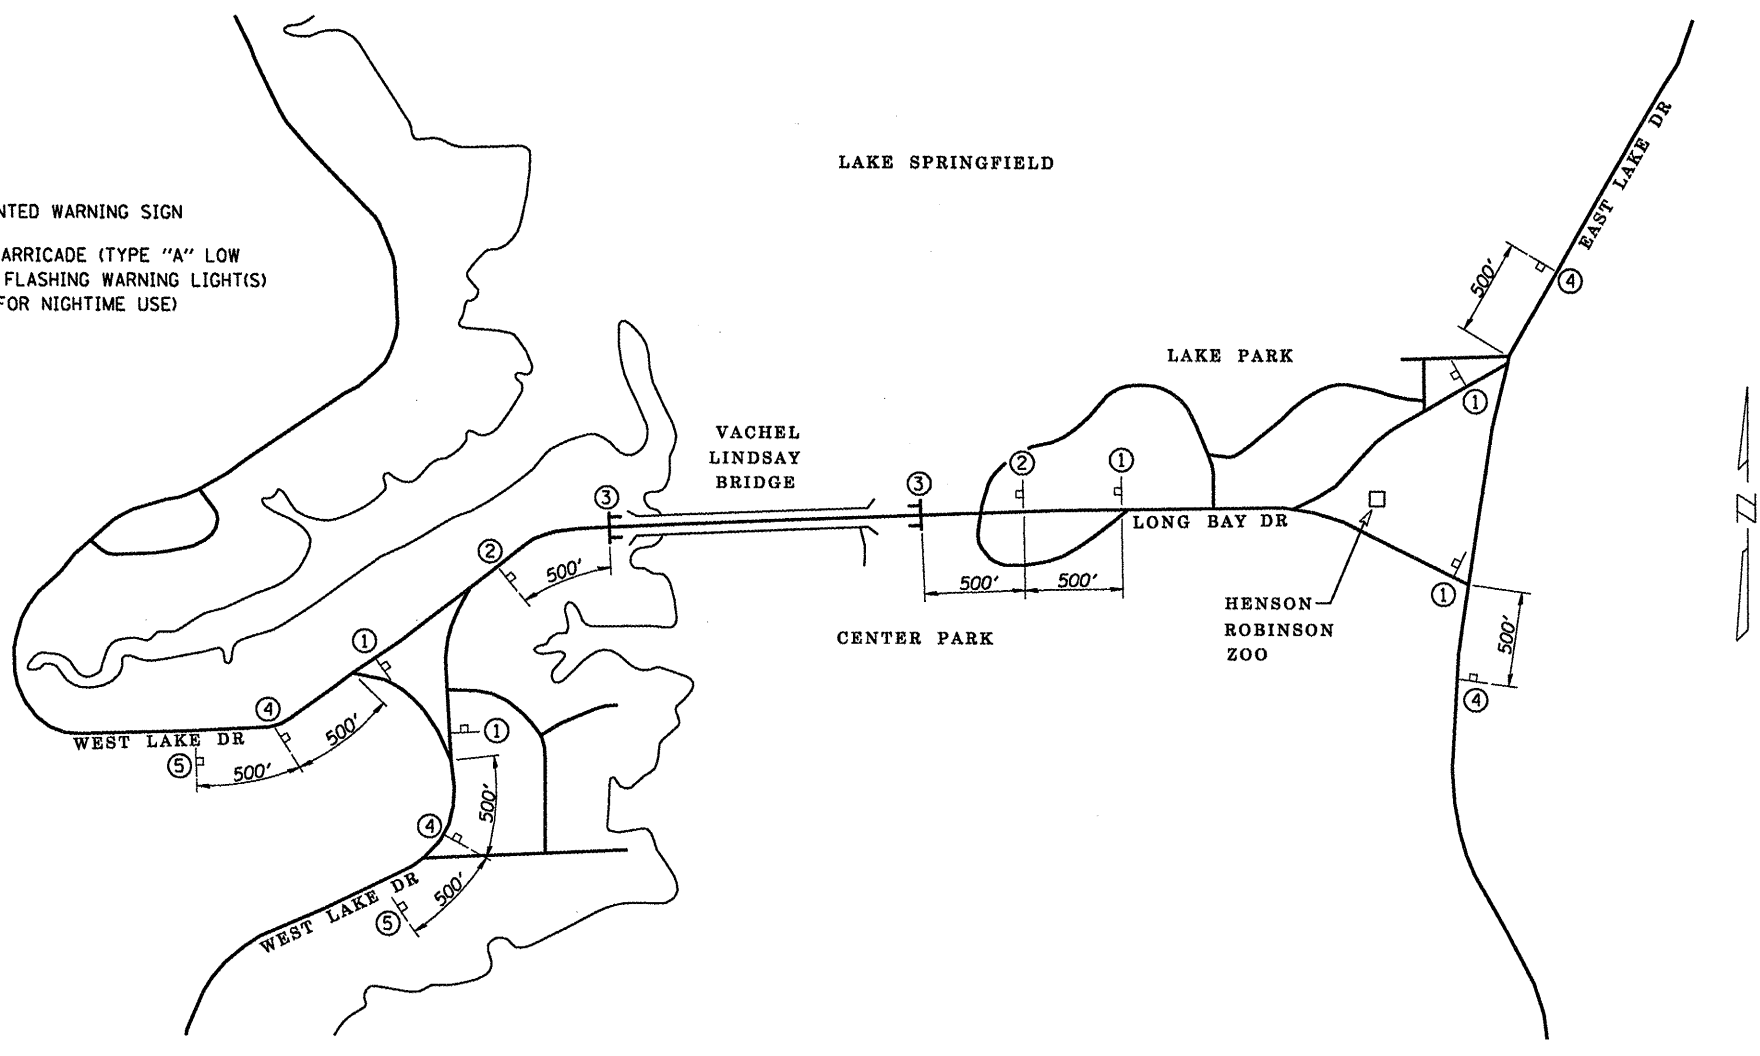 NTED WARNING SIGN
ARRICADE (TYPE "A" LOW
FLASHING WARNING LIGHT(S)
FOR NIGHTIME USE)
LAKE SPRINGFIELD
EAST LAKE DR
500'
4
LAKE PARK
1
VACHEL
LINDSAY
BRIDGE
3
3
2
1
LONG BAY DR
2
500'
500'
500'
HENSON
ROBINSON
ZOO
1
500'
4
CENTER PARK
1
4
500'
WEST LAKE DR
5
500'
1
500'
4
500'
WEST LAKE DR
5
N